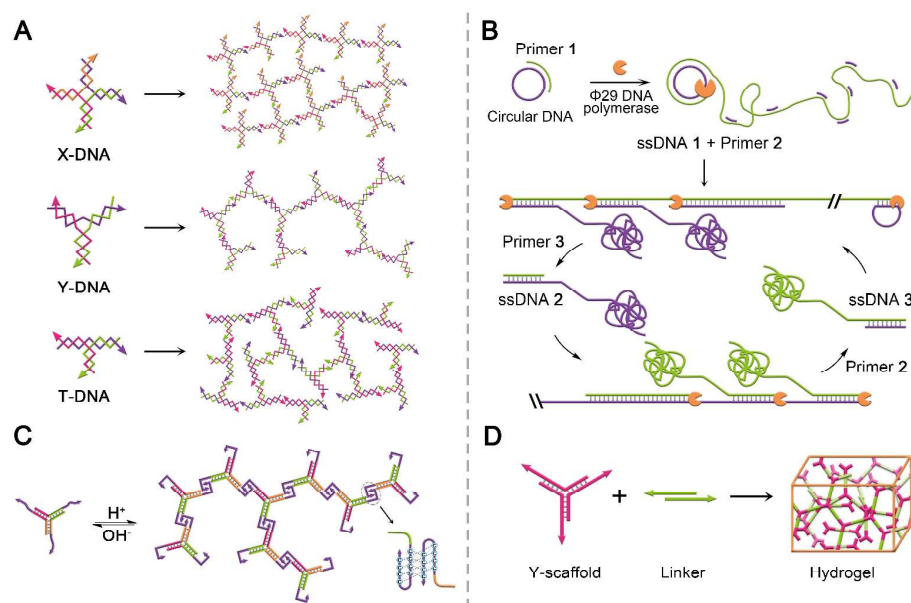 A
X-DNA
Y-DNA
T-DNA
B
Primer 1
Circular DNA
Φ29 DNA
polymerase
ssDNA 1 + Primer 2
Primer 3
ssDNA 2
ssDNA 3
Primer 2
C
H⁺
OH⁻
D
Y-scaffold
+
Linker
Hydrogel